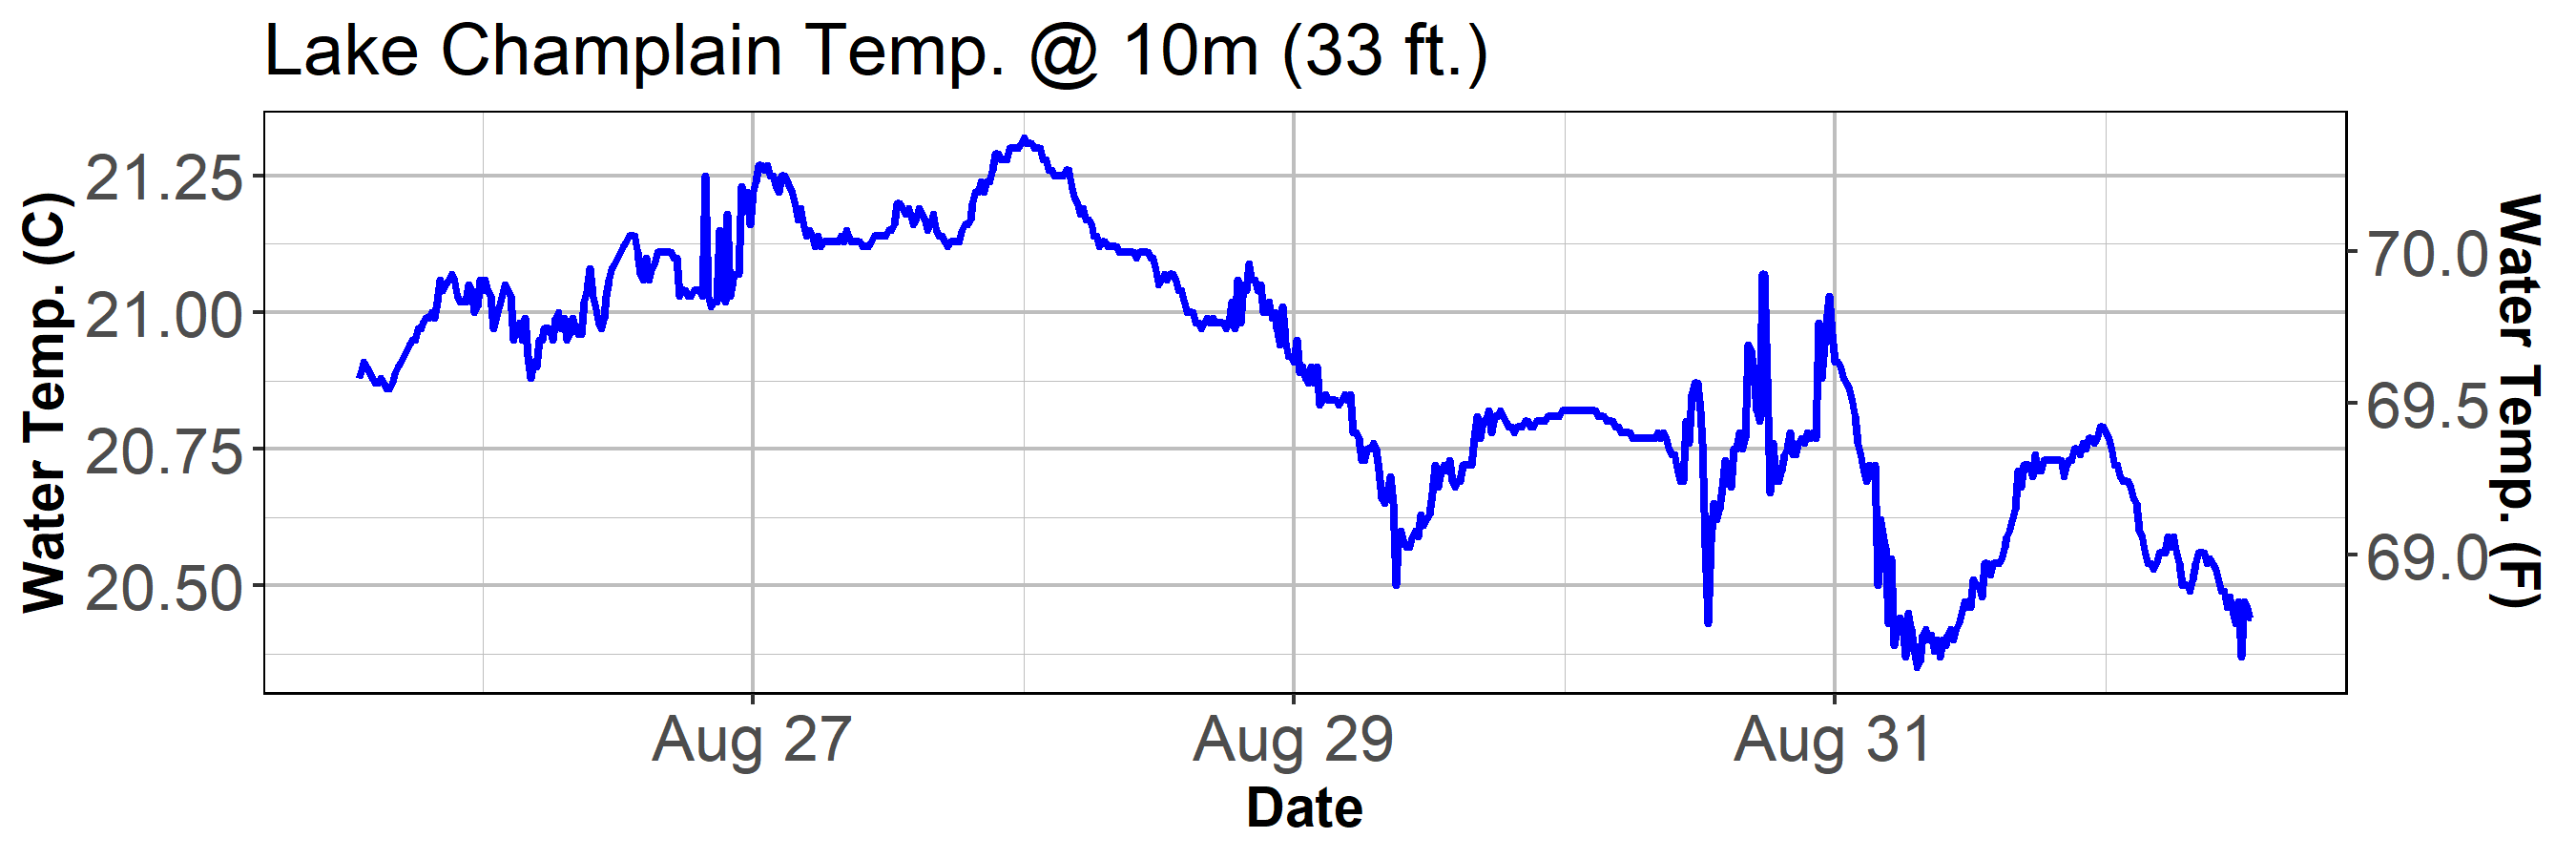 Lake Champlain Temp. @ 10m (33 ft.)
Water Temp. (C)
21.25
21.00
20.75
20.50
70.0
69.5
69.0
Water Temp. (F)
Aug 27
Aug 29
Aug 31
Date